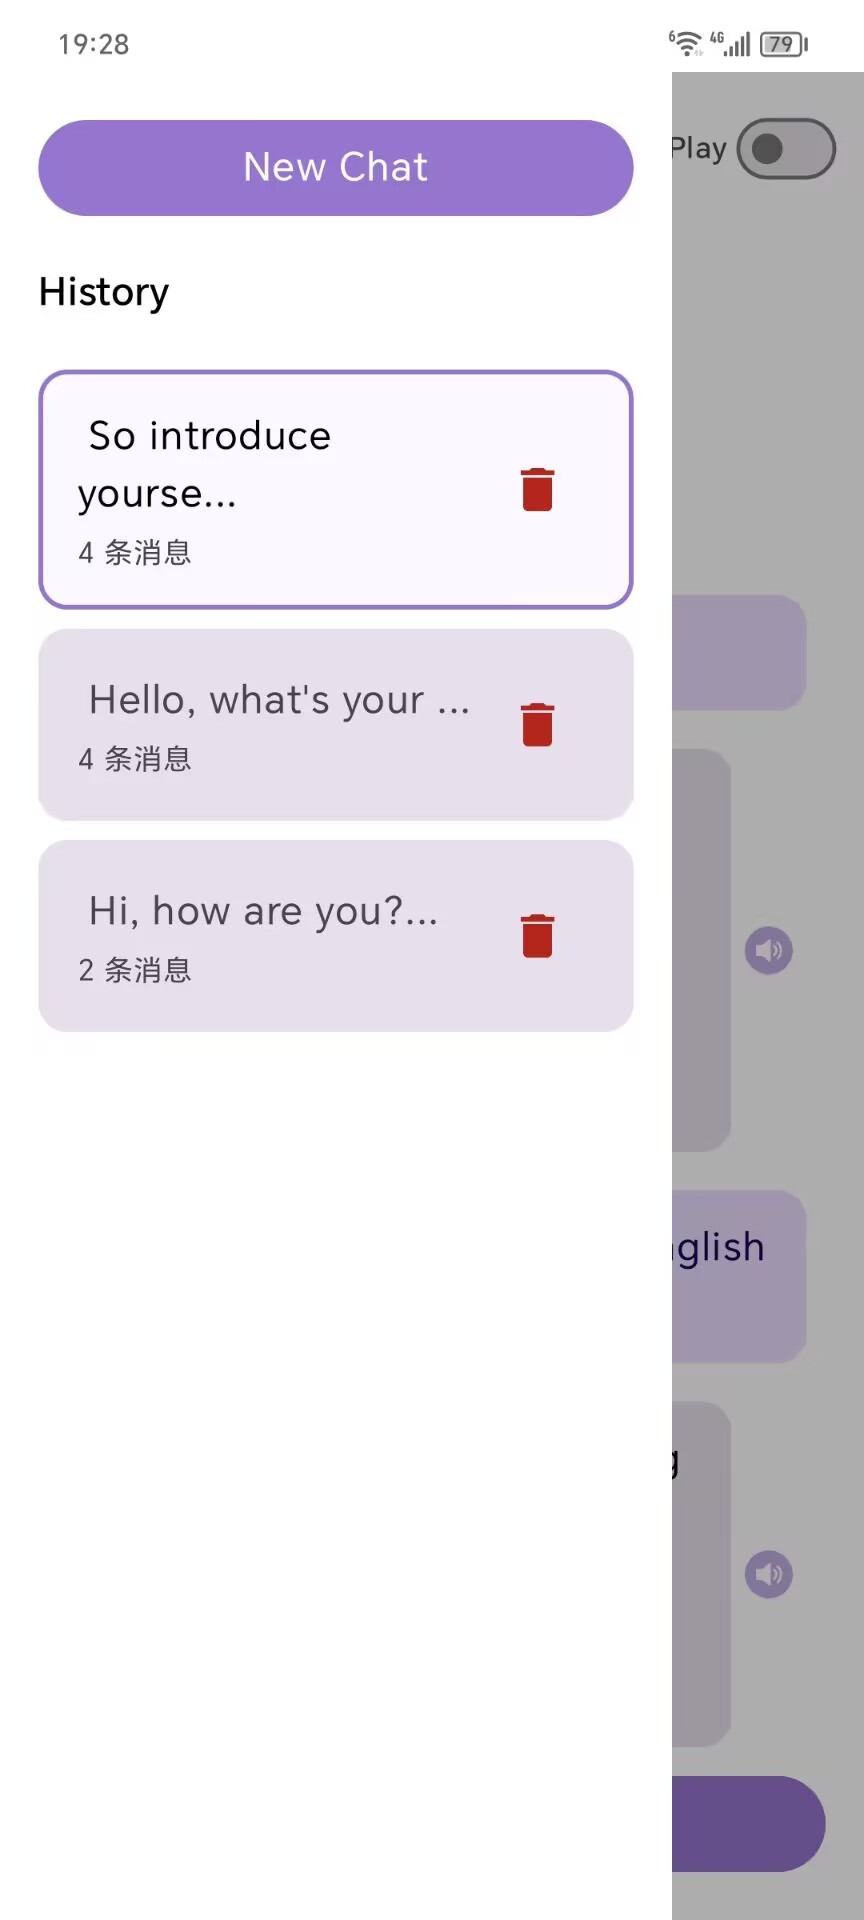 19:28
6 4G 79
New Chat
Play
History
So introduce
yourse...
4 条消息
Hello, what's your ...
4 条消息
Hi, how are you?...
2 条消息
glish
g